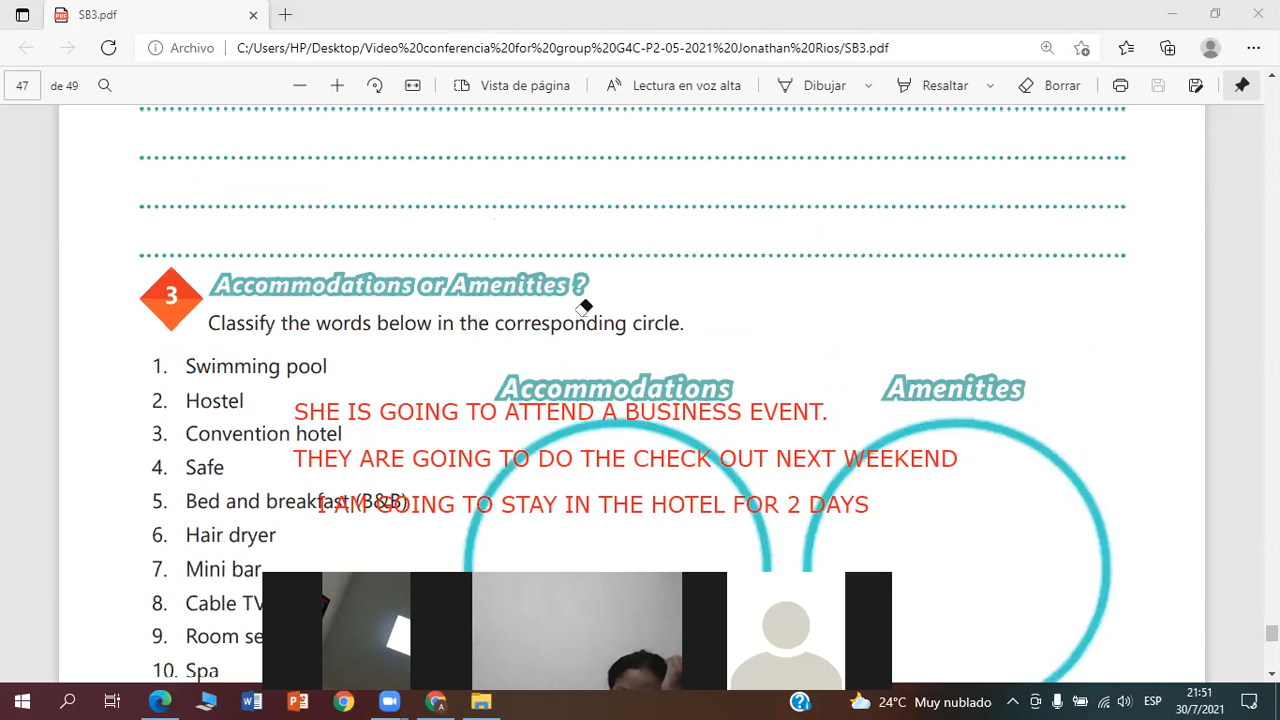 SB3.pdf
Archivo
C:/Users/HP/Desktop/Video%20conferencia%20for%20group%20G4C-P2-05-2021%20Jonathan%20Rios/SB3.pdf
47 de 49
Vista de página
Lectura en voz alta
Dibujar
Resaltar
Borrar
3
Accommodations or Amenities ?
Classify the words below in the corresponding circle.
1. Swimming pool
2. Hostel
3. Convention hotel
4. Safe
5. Bed and breakfast (B&B)
6. Hair dryer
7. Mini bar
8. Cable TV
9. Room se
10. Spa
Accommodations
Amenities
SHE IS GOING TO ATTEND A BUSINESS EVENT.
THEY ARE GOING TO DO THE CHECK OUT NEXT WEEKEND
I AM GOING TO STAY IN THE HOTEL FOR 2 DAYS
24°C Muy nublado
ESP
21:51
30/7/2021